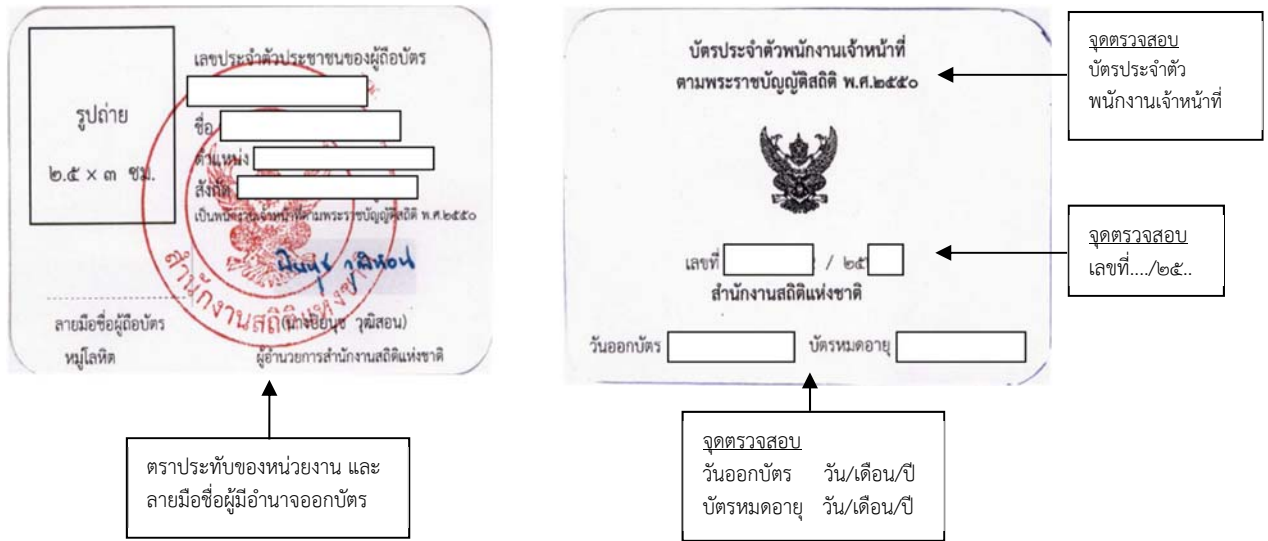 เลขประจำตัวประชาชนของผู้ถือบัตร
รูปถ่าย
๒.๕ × ๓ ซม.
ชื่อ
ตำแหน่ง
สังกัด
เป็นพนักงานเจ้าหน้าที่ตามพระราชบัญญัติสถิติ พ.ศ.๒๕๕๐
สำนักงานสถิติแห่งชาติ
ลายมือชื่อผู้ถือบัตร
วุฒิสอน)
หมู่โลหิต
ผู้อำนวยการสำนักงานสถิติแห่งชาติ
ตราประทับของหน่วยงาน และ
ลายมือชื่อผู้มีอำนาจออกบัตร
บัตรประจำตัวพนักงานเจ้าหน้าที่
ตามพระราชบัญญัติสถิติ พ.ศ.๒๕๕๐
เลขที่ / ๒๕
สำนักงานสถิติแห่งชาติ
วันออกบัตร บัตรหมดอายุ
จุดตรวจสอบ
บัตรประจำตัว
พนักงานเจ้าหน้าที่
จุดตรวจสอบ
เลขที่..../๒๕..
จุดตรวจสอบ
วันออกบัตร วัน/เดือน/ปี
บัตรหมดอายุ วัน/เดือน/ปี